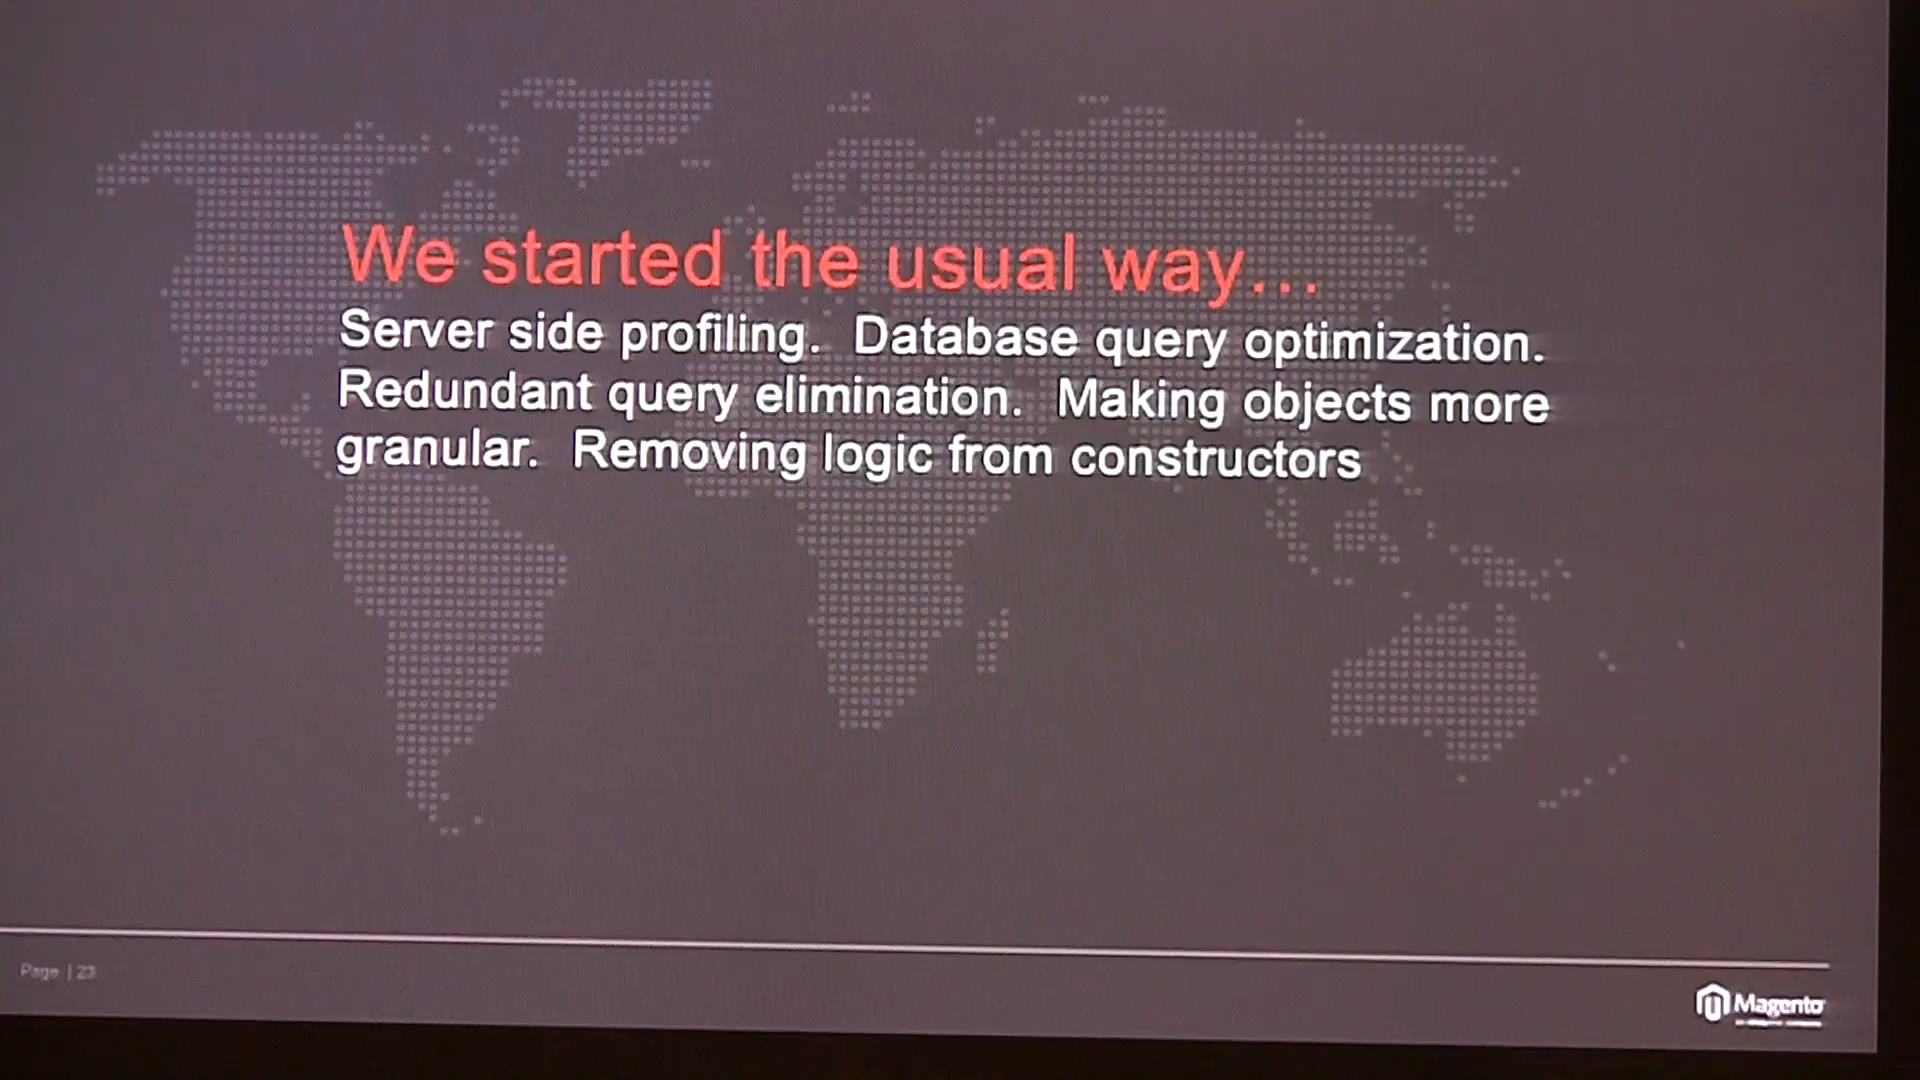 We started the usual way...
Server side profiling.  Database query optimization.
Redundant query elimination.  Making objects more
granular.  Removing logic from constructors
Page | 23
Magento